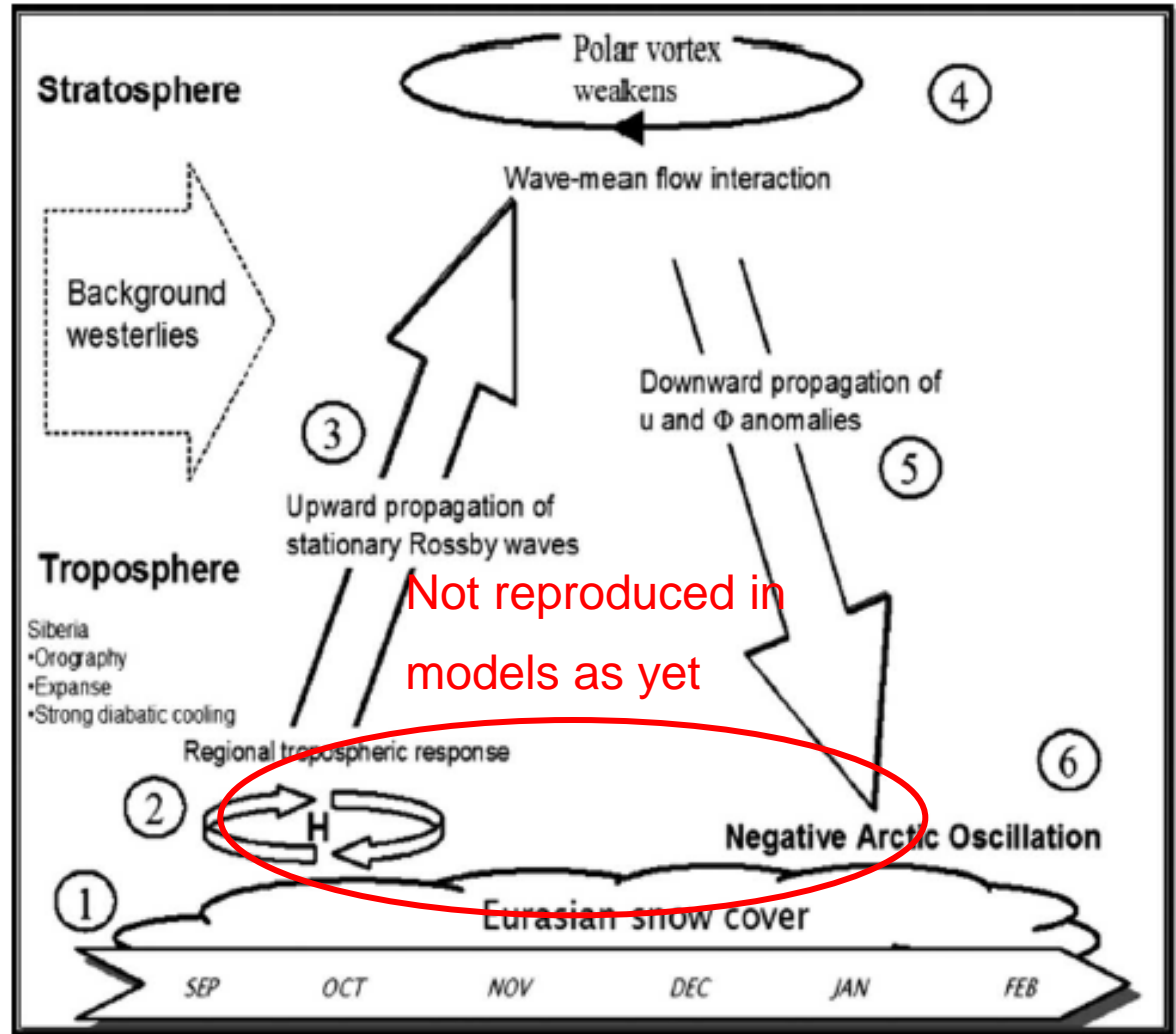 Polar vortex
weakens
Stratosphere
4
Wave-mean flow interaction
Background
westerlies
Downward propagation of
u and Φ anomalies
3
5
Upward propagation of
stationary Rossby waves
Troposphere
Not reproduced in
models as yet
Siberia
•Orography
•Expanse
•Strong diabatic cooling
Regional tropospheric response
6
2
H
Negative Arctic Oscillation
1
Eurasian snow cover
SEP OCT NOV DEC JAN FEB